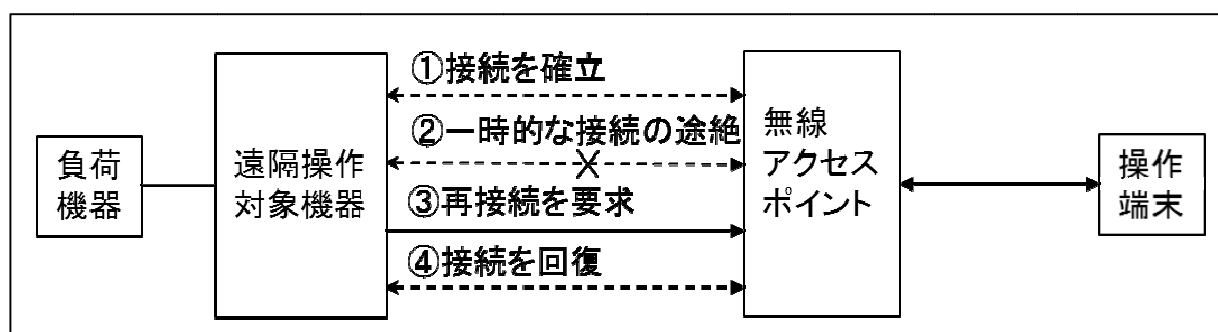 負荷
機器
遠隔操作
対象機器
①接続を確立
②一時的な接続の途絶
X
③再接続を要求
④接続を回復
無線
アクセス
ポイント
操作
端末